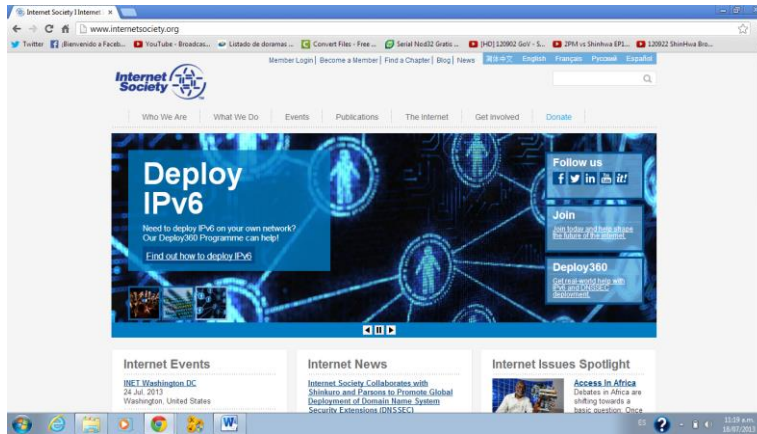 Internet Society | Internet
www.internetsociety.org
Twitter
¡Bienvenido a Faceb...
YouTube - Broadcas...
Listado de doramas ...
Convert Files - Free ...
Serial Nod32 Gratis ...
[HD] 120802 GoV - S...
2PM vs Shinhwa EP1...
120922 ShinHwa Bro...
Member Login | Become a Member | Find a Chapter | Blog | News
简体中文 English Français Русский Español
Internet
Society
Who We Are What We Do Events Publications The Internet Get Involved Donate
Deploy
IPv6
Need to deploy IPv6 on your own network?
Our Deploy360 Programme can help!
Find out how to deploy IPv6
Follow us
f in You it!
Join
Join today and help shape
the future of the internet.
Deploy360
Get real-world help with
IPv6 and DNSSEC
deployment.
Internet Events
INET Washington DC
24 Jul. 2013
Washington, United States
Internet News
Internet Society Collaborates with
Shinkuro and Parsons to Promote Global
Deployment of Domain Name System
Security Extensions (DNSSEC)
Internet Issues Spotlight
Access In Africa
Debates in Africa are
shifting towards a
basic question: Once
ES
11:19 a.m.
18/07/2013